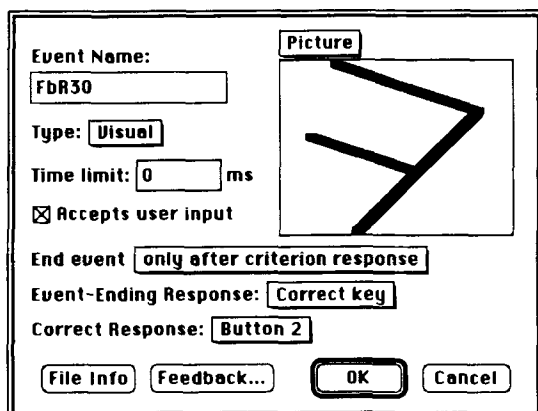 Event Name:
Picture
FbR30
Type: Visual
Time limit: 0 ms
Accepts user input
End event only after criterion response
Event-Ending Response: Correct key
Correct Response: Button 2
File Info Feedback... OK Cancel